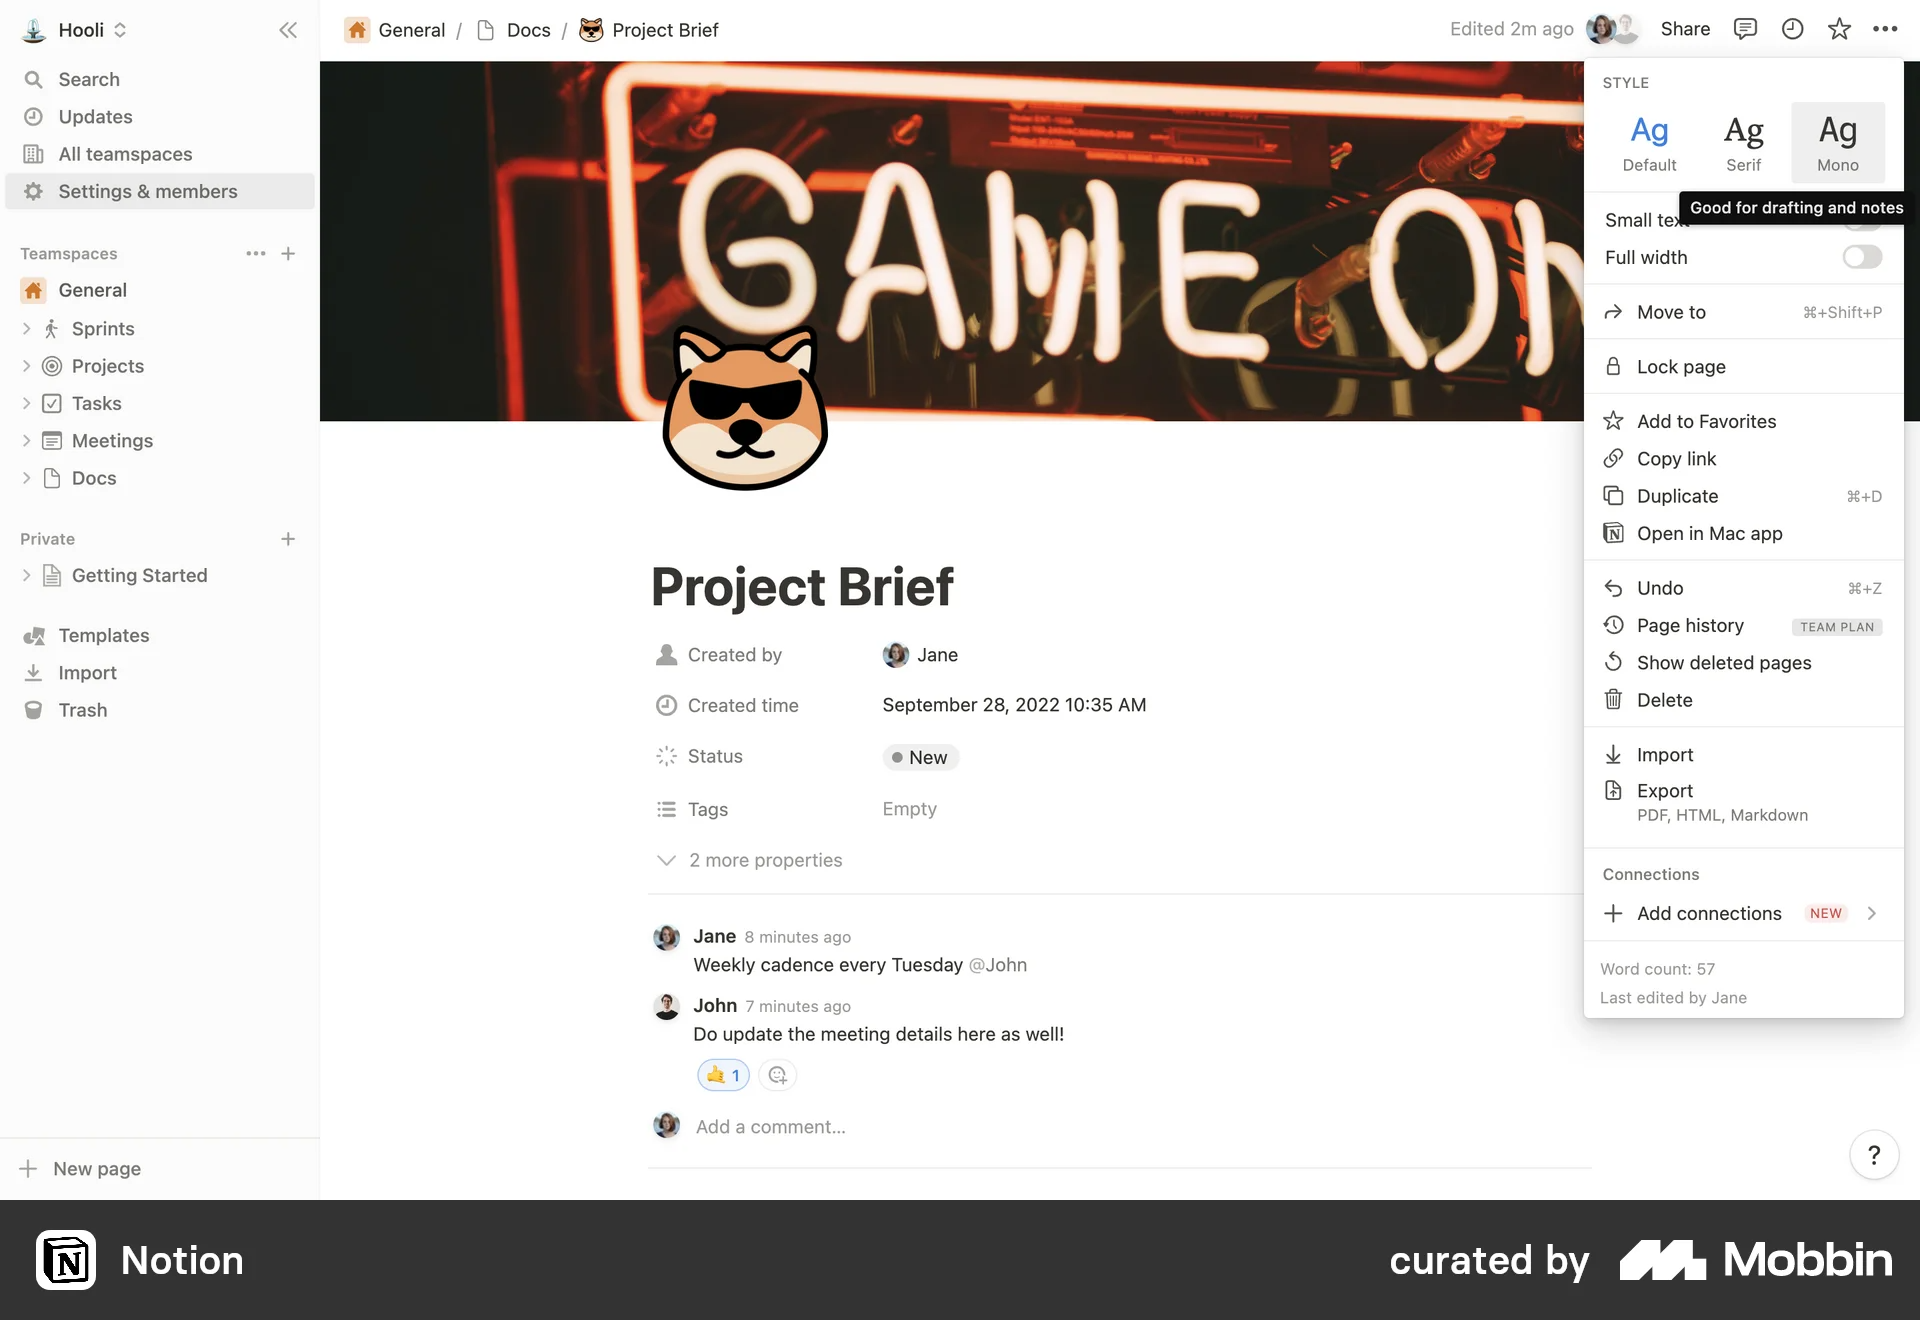 Hooli
Search
Updates
All teamspaces
Settings & members
Teamspaces
General
Sprints
Projects
Tasks
Meetings
Docs
Private
Getting Started
Templates
Import
Trash
New page
General / Docs / Project Brief
Edited 2m ago
Share
GAME ON
Project Brief
Created by Jane
Created time September 28, 2022 10:35 AM
Status New
Tags Empty
2 more properties
Jane 8 minutes ago
Weekly cadence every Tuesday @John
John 7 minutes ago
Do update the meeting details here as well!
🤙 1
Add a comment...
STYLE
Ag Ag Ag
Default Serif Mono
Good for drafting and notes
Small text
Full width
Move to ⌘+Shift+P
Lock page
Add to Favorites
Copy link
Duplicate ⌘+D
Open in Mac app
Undo ⌘+Z
Page history TEAM PLAN
Show deleted pages
Delete
Import
Export
PDF, HTML, Markdown
Connections
Add connections NEW
Word count: 57
Last edited by Jane
?
N Notion
curated by Mobbin